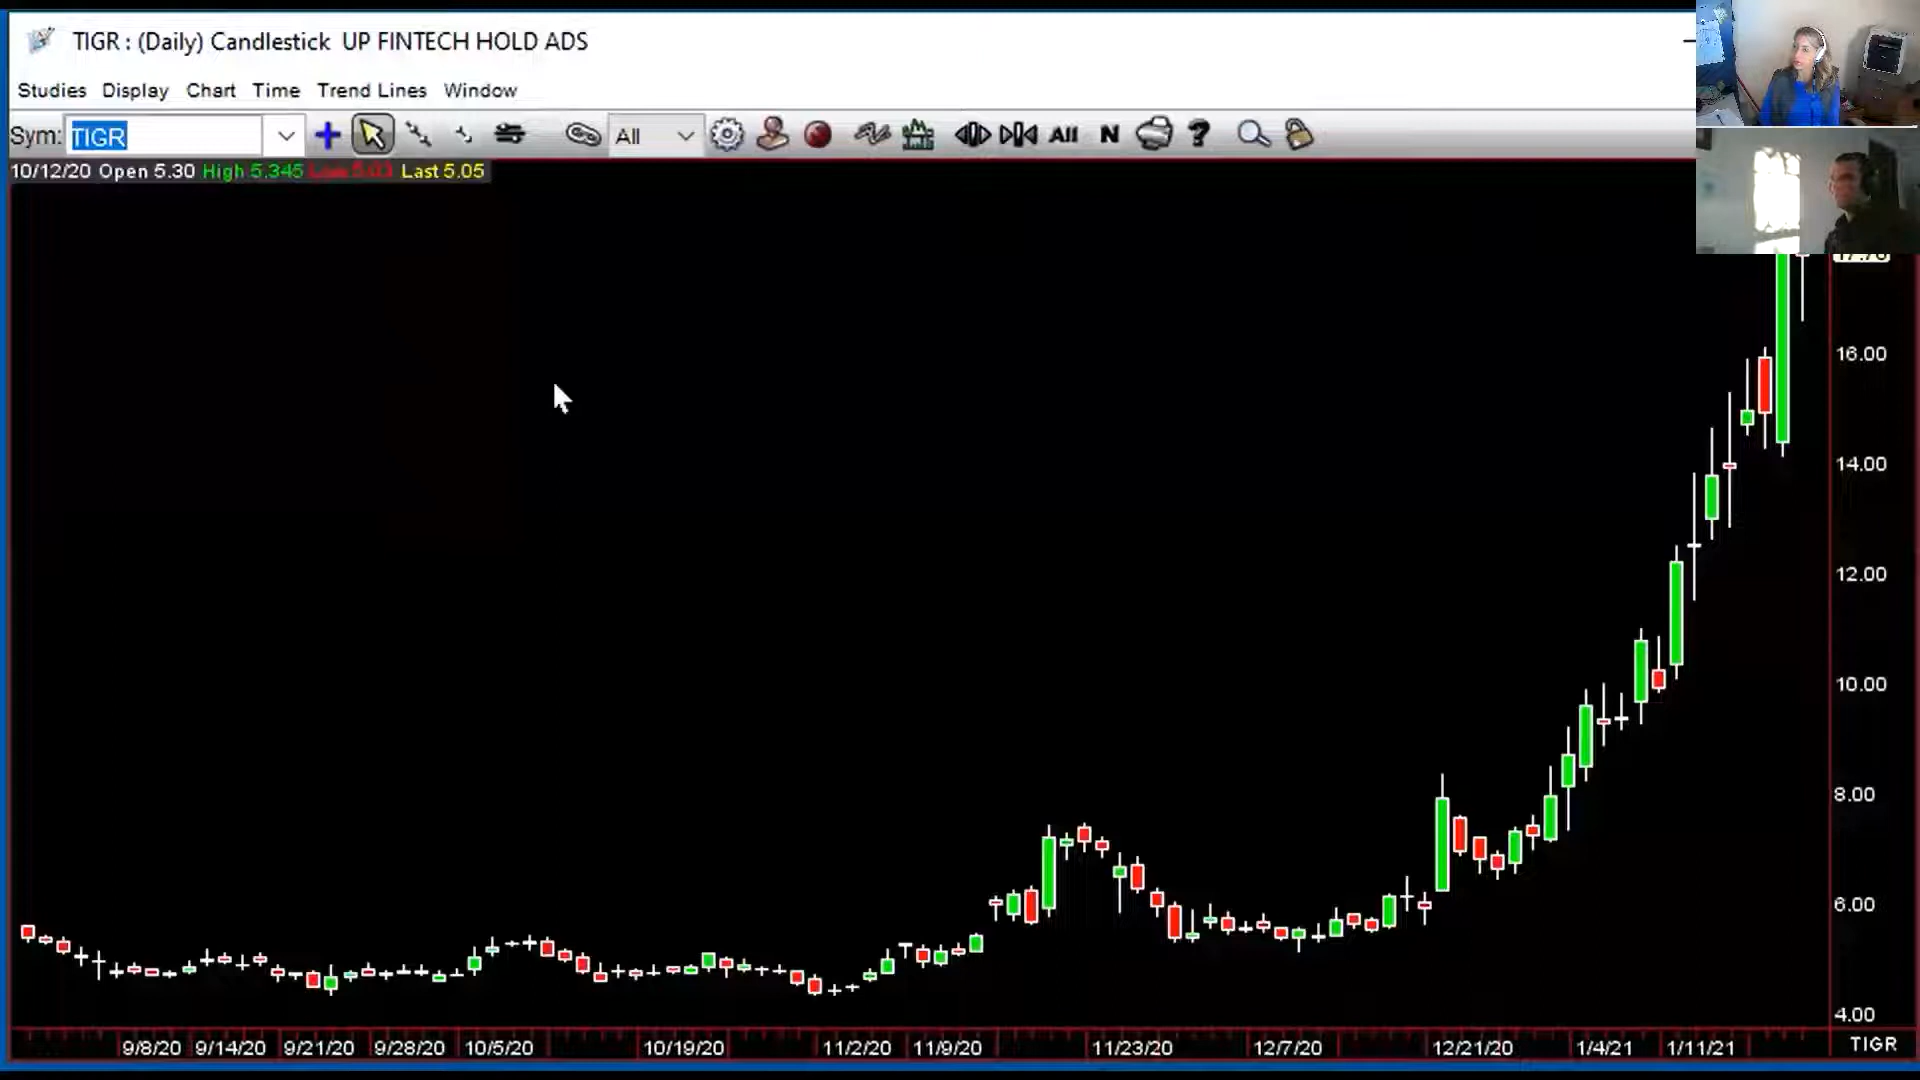 TIGR : (Daily) Candlestick UP FINTECH HOLD ADS
Studies Display Chart Time Trend Lines Window
Sym: TIGR All All N ?
10/12/20 Open 5.30 High 5.345 Low 5.03 Last 5.05
16.00
14.00
12.00
10.00
8.00
6.00
4.00
9/8/20 9/14/20 9/21/20 9/28/20 10/5/20 10/19/20 11/2/20 11/9/20 11/23/20 12/7/20 12/21/20 1/4/21 1/11/21 TIGR